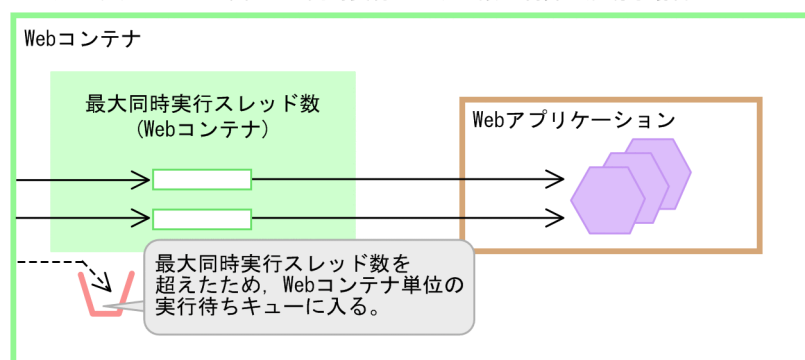 Webコンテナ
最大同時実行スレッド数
(Webコンテナ)
Webアプリケーション
最大同時実行スレッド数を
超えたため, Webコンテナ単位の
実行待ちキューに入る。